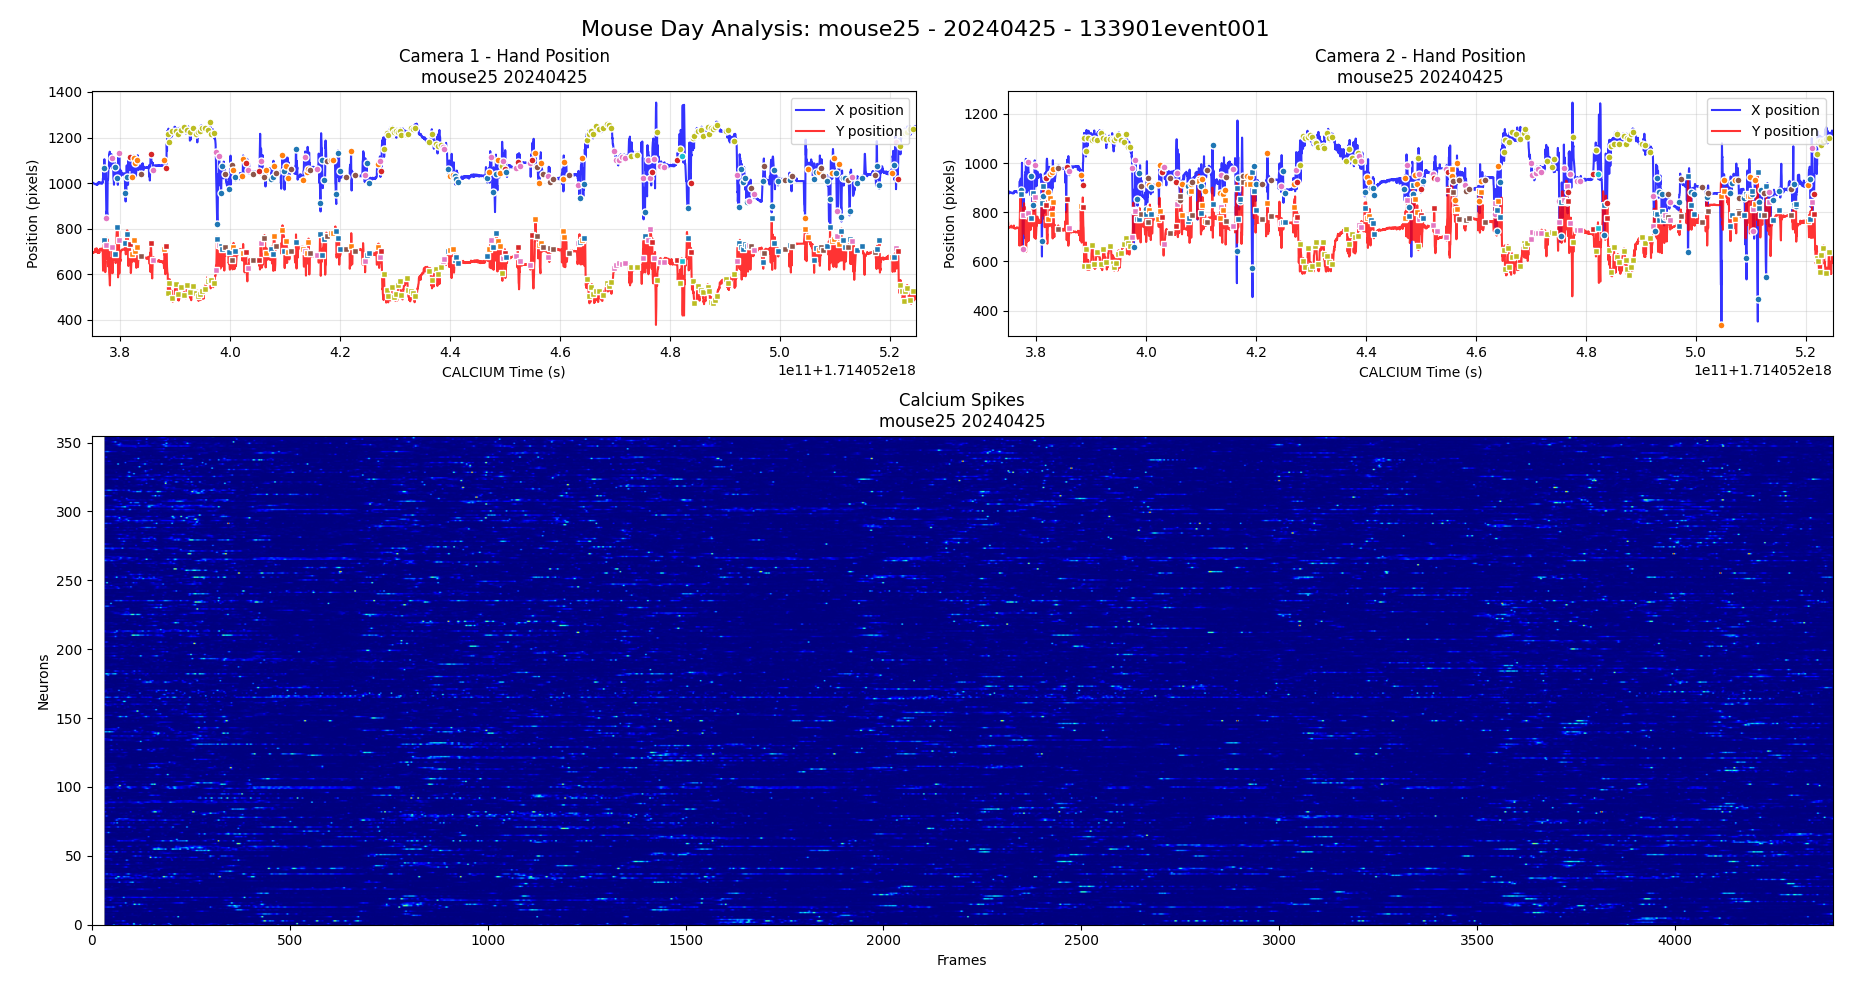 Mouse Day Analysis: mouse25 - 20240425 - 133901event001
Camera 1 - Hand Position
mouse25 20240425
Position (pixels)
1400
1200
1000
800
600
400
X position
Y position
3.8 4.0 4.2 4.4 4.6 4.8 5.0 5.2
CALCIUM Time (s)
1e11+1.714052e18
Camera 2 - Hand Position
mouse25 20240425
Position (pixels)
1200
1000
800
600
400
X position
Y position
3.8 4.0 4.2 4.4 4.6 4.8 5.0 5.2
CALCIUM Time (s)
1e11+1.714052e18
Calcium Spikes
mouse25 20240425
Neurons
350
300
250
200
150
100
50
0
0 500 1000 1500 2000 2500 3000 3500 4000
Frames